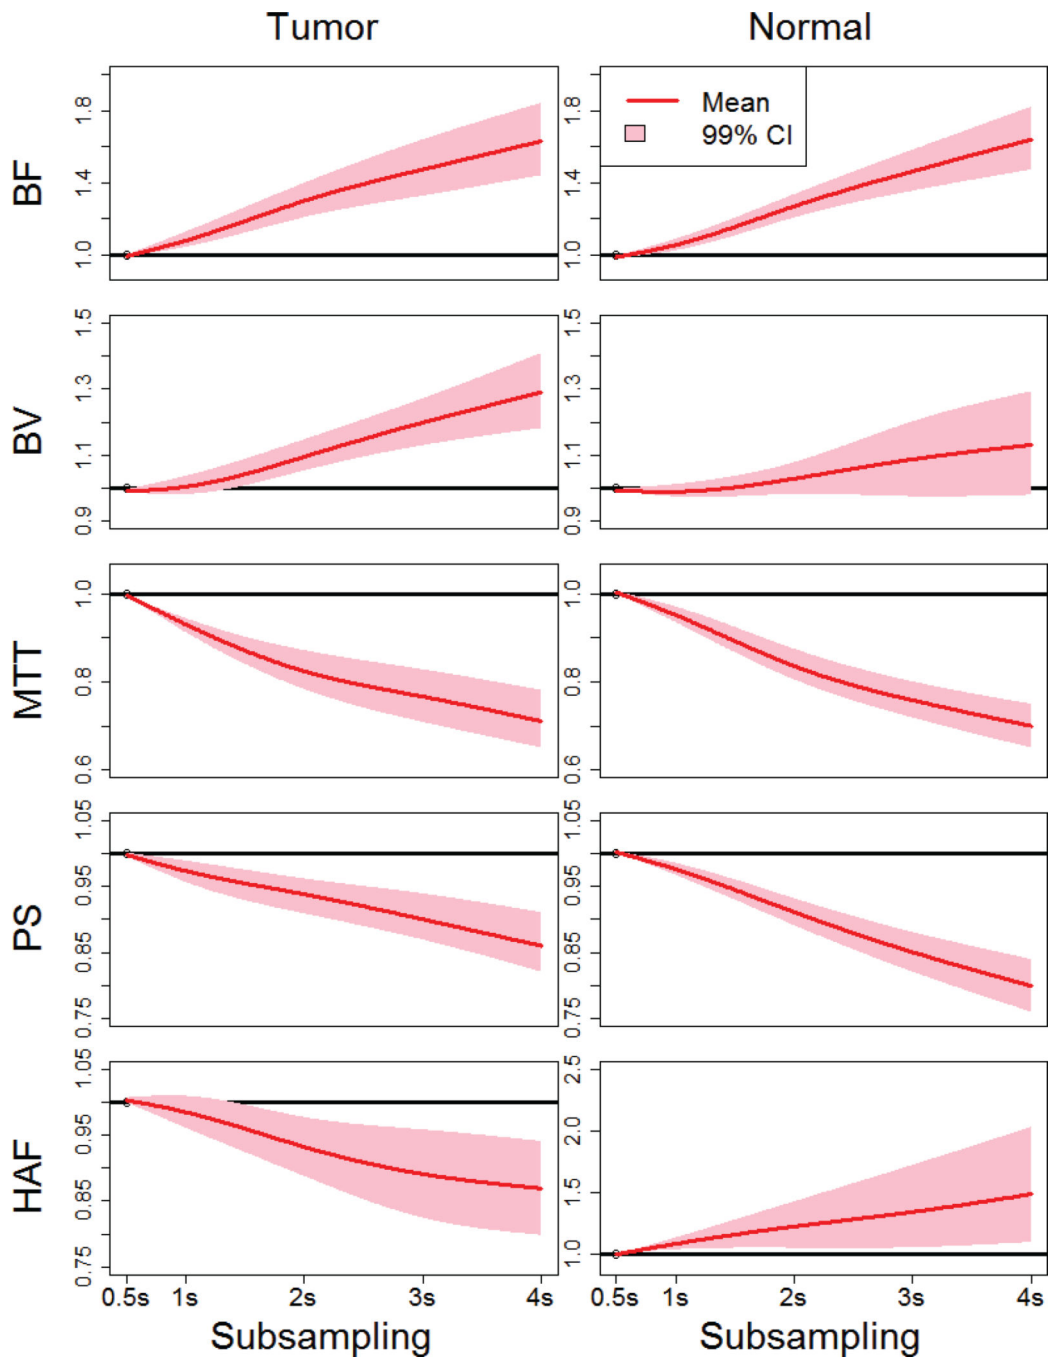 Tumor Normal
BF
1.0 1.4 1.8
Mean
99% CI
1.0 1.4 1.8
BV
0.9 1.1 1.3 1.5
0.9 1.1 1.3 1.5
MTT
0.6 0.8 1.0
0.6 0.8 1.0
PS
0.75 0.85 0.95 1.05
0.75 0.85 0.95 1.05
HAF
0.75 0.85 0.95 1.05
1.0 1.5 2.0 2.5
0.5s 1s 2s 3s 4s
0.5s 1s 2s 3s 4s
Subsampling Subsampling